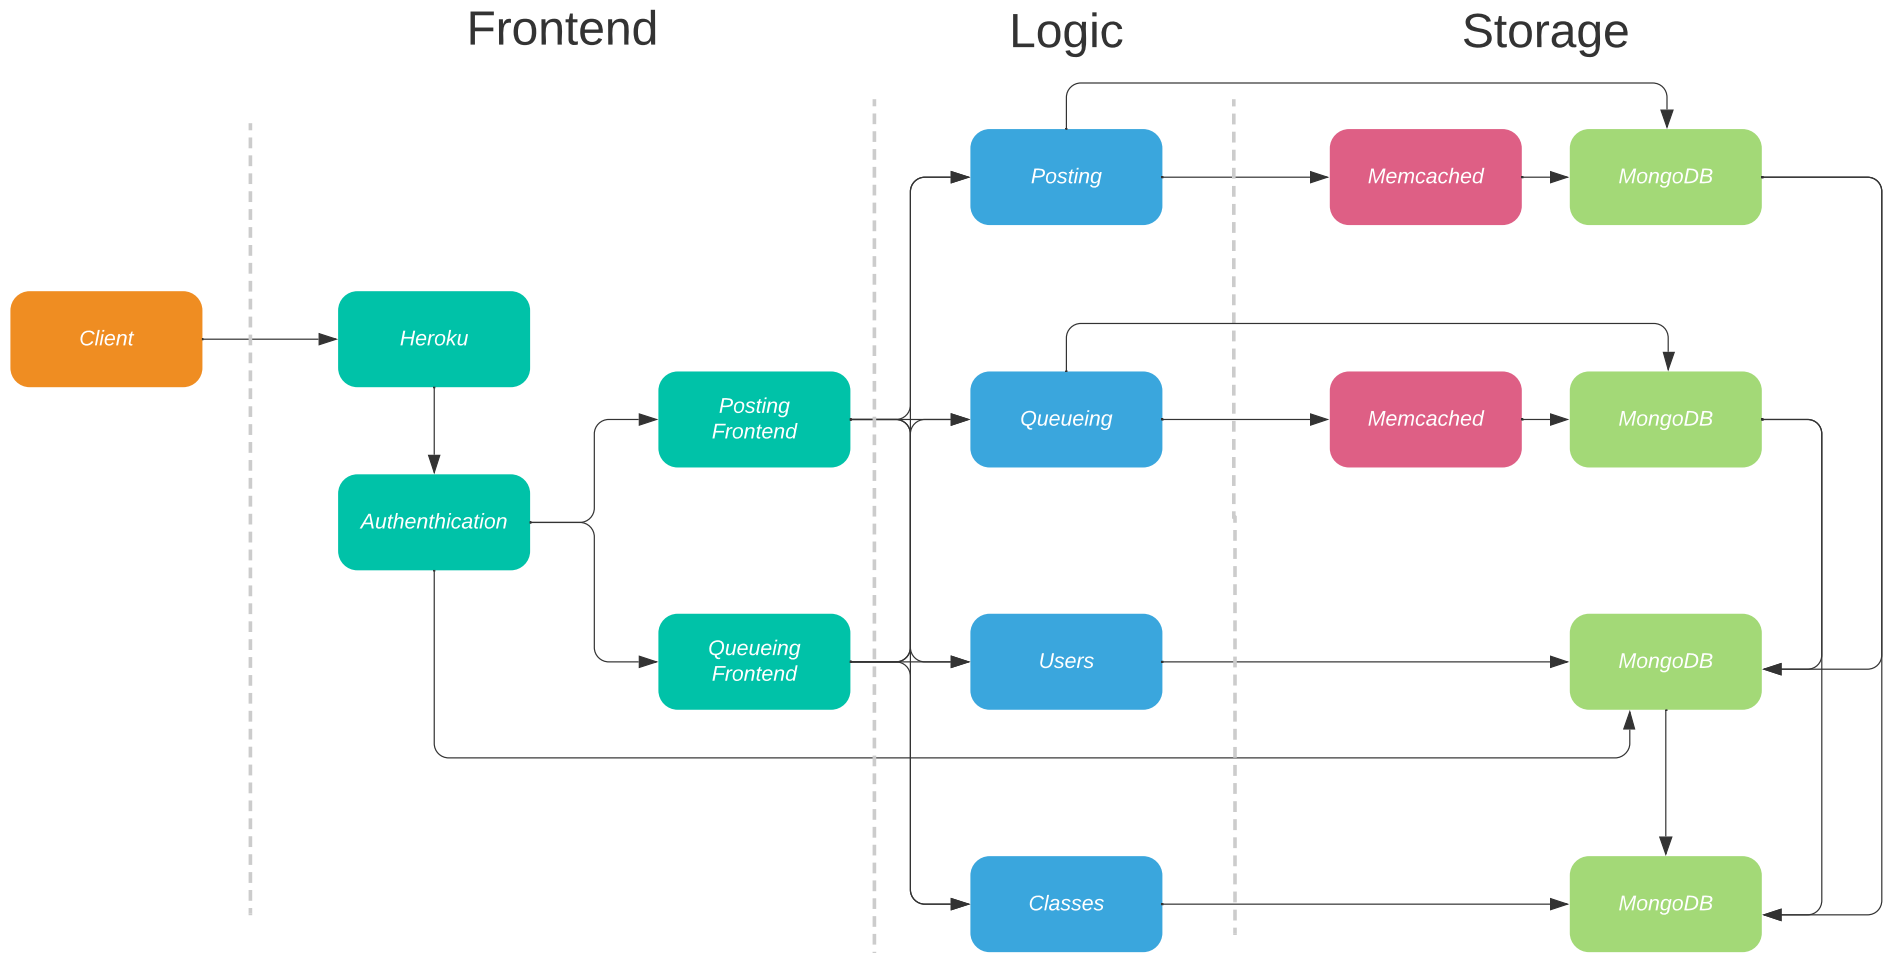 Frontend
Logic
Storage
Posting
Memcached
MongoDB
Client
Heroku
Posting
Frontend
Queueing
Memcached
MongoDB
Authenthication
Queueing
Frontend
Users
MongoDB
Classes
MongoDB